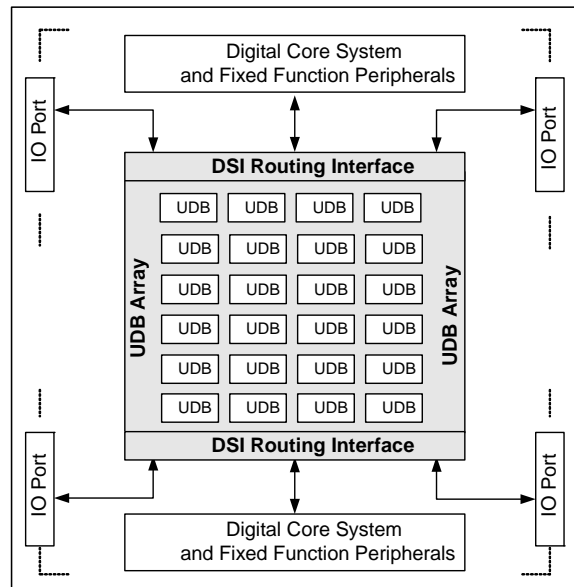 Digital Core System
and Fixed Function Peripherals
IO Port
IO Port
DSI Routing Interface
UDB UDB UDB UDB
UDB UDB UDB UDB
UDB Array
UDB Array
UDB UDB UDB UDB
UDB UDB UDB UDB
UDB UDB UDB UDB
UDB UDB UDB UDB
DSI Routing Interface
IO Port
IO Port
Digital Core System
and Fixed Function Peripherals